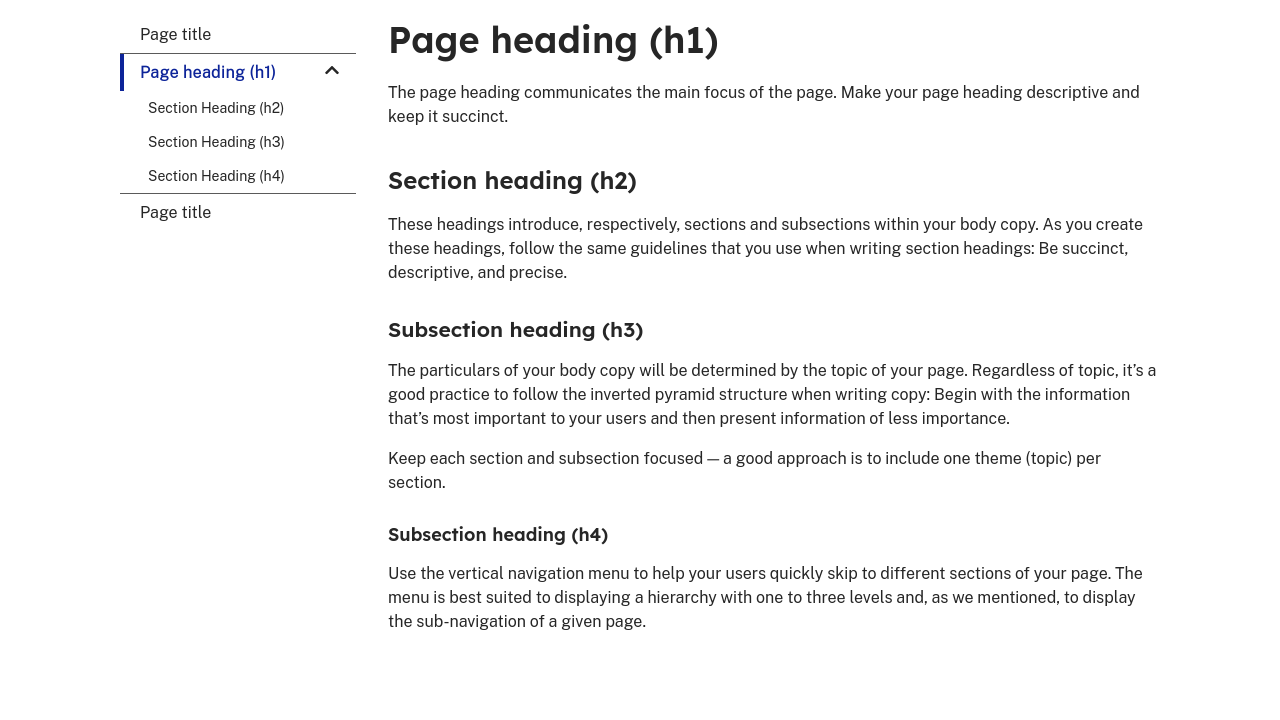 Page title
Page heading (h1)
Section Heading (h2)
Section Heading (h3)
Section Heading (h4)
Page title
Page heading (h1)
The page heading communicates the main focus of the page. Make your page heading descriptive and
keep it succinct.
Section heading (h2)
These headings introduce, respectively, sections and subsections within your body copy. As you create
these headings, follow the same guidelines that you use when writing section headings: Be succinct,
descriptive, and precise.
Subsection heading (h3)
The particulars of your body copy will be determined by the topic of your page. Regardless of topic, it’s a
good practice to follow the inverted pyramid structure when writing copy: Begin with the information
that’s most important to your users and then present information of less importance.
Keep each section and subsection focused — a good approach is to include one theme (topic) per
section.
Subsection heading (h4)
Use the vertical navigation menu to help your users quickly skip to different sections of your page. The
menu is best suited to displaying a hierarchy with one to three levels and, as we mentioned, to display
the sub-navigation of a given page.